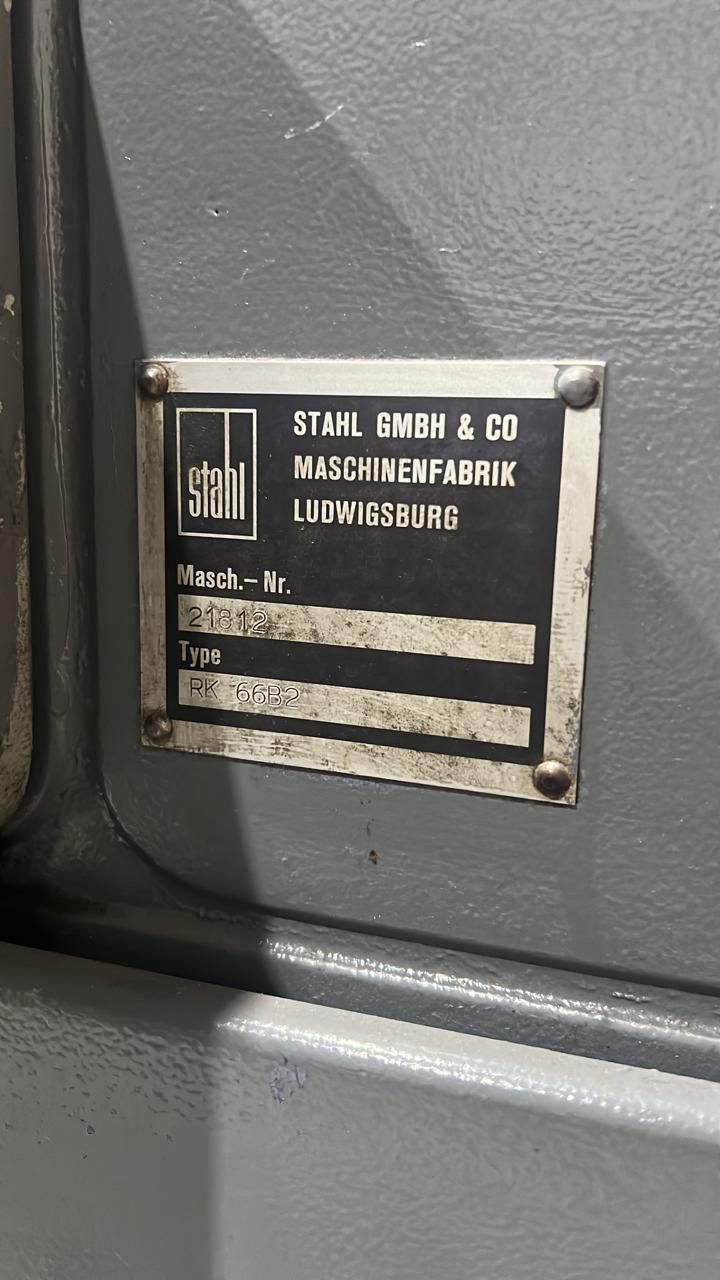 stahl
STAHL GMBH & CO
MASCHINENFABRIK
LUDWIGSBURG
Masch.– Nr.
21812
Type
RK 66B2